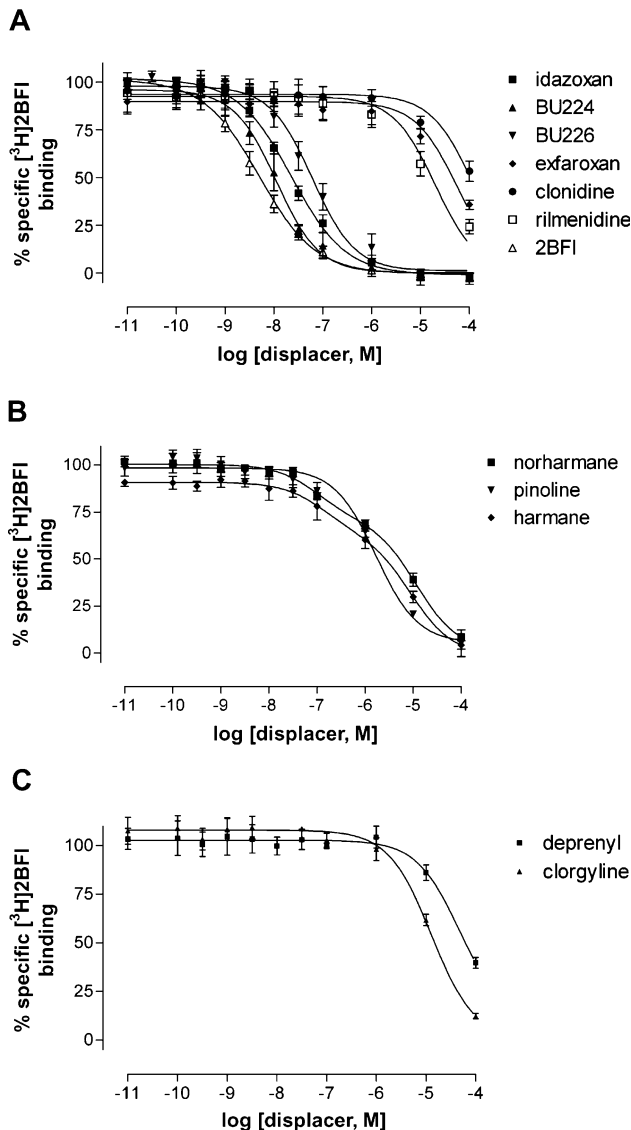 A
% specific [³H]2BFI
binding
100
75
50
25
0
-11 -10 -9 -8 -7 -6 -5 -4
log [displacer, M]
idazoxan
BU224
BU226
exfaroxan
clonidine
rilmenidine
2BFI
B
% specific [³H]2BFI
binding
100
75
50
25
0
-11 -10 -9 -8 -7 -6 -5 -4
log [displacer, M]
norharmane
pinoline
harmane
C
% specific [³H]2BFI
binding
100
75
50
25
0
-11 -10 -9 -8 -7 -6 -5 -4
log [displacer, M]
deprenyl
clorgyline